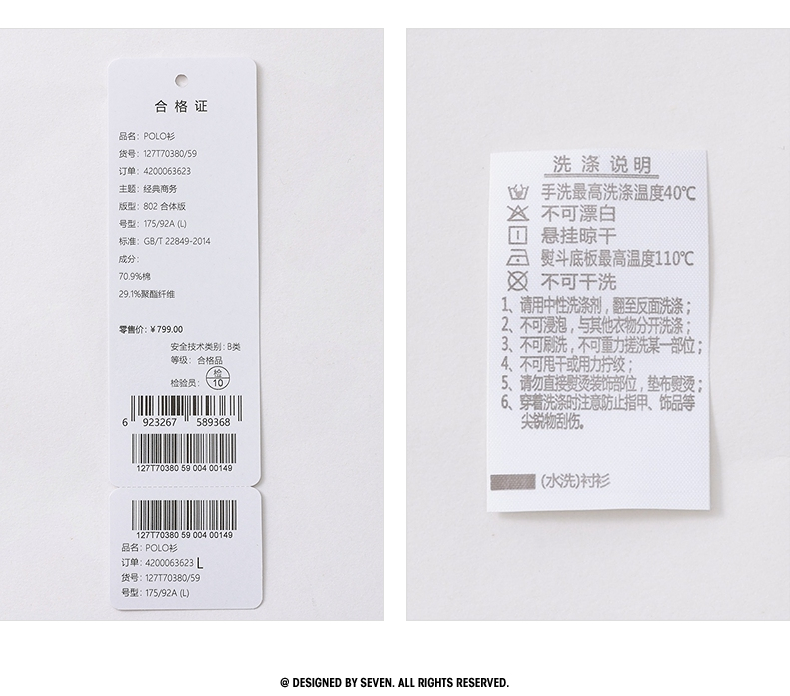 合格证
品名: POLO衫
货号: 127T70380/59
订单: 4200063623
主题: 经典商务
版型: 802 合体版
号型: 175/92A (L)
标准: GB/T 22849-2014
成分:
70.9%棉
29.1%聚酯纤维
零售价: ¥799.00
安全技术类别: B类
等级: 合格品
检验员: 检 10
6 923267 589368
127T70380 59 004 00149
127T70380 59 004 00149
品名: POLO衫
订单: 4200063623 L
货号: 127T70380/59
号型: 175/92A (L)
洗涤说明
手洗最高洗涤温度40℃
不可漂白
悬挂晾干
熨斗底板最高温度110℃
不可干洗
1、请用中性洗涤剂，翻至反面洗涤；
2、不可浸泡，与其他衣物分开洗涤；
3、不可刷洗，不可重力搓洗某一部位；
4、不可甩干或用力拧绞；
5、请勿直接熨烫装饰部位，垫布熨烫；
6、穿着洗涤时注意防止指甲、饰品等
尖锐物刮伤。
(水洗)衬衫
@ DESIGNED BY SEVEN. ALL RIGHTS RESERVED.